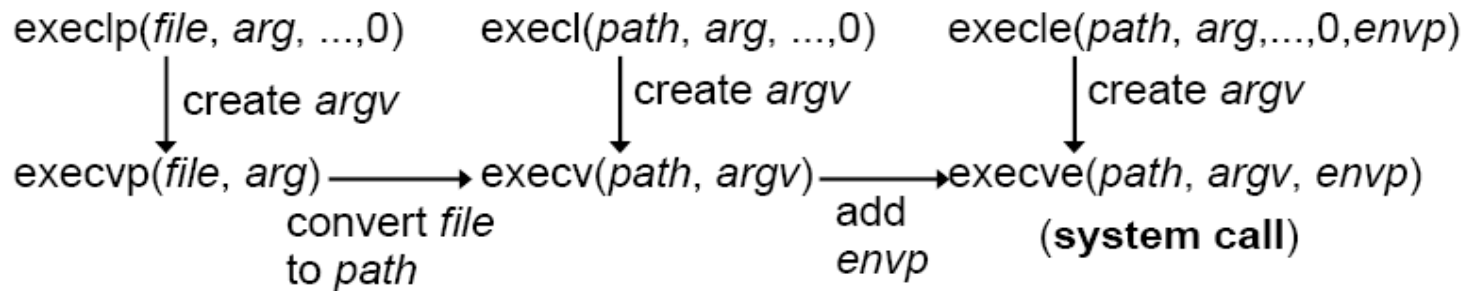 execlp(file, arg, ...,0) execl(path, arg, ...,0) execle(path, arg,...,0,envp)
create argv create argv create argv
execvp(file, arg) execv(path, argv) execve(path, argv, envp)
convert file add (system call)
to path envp